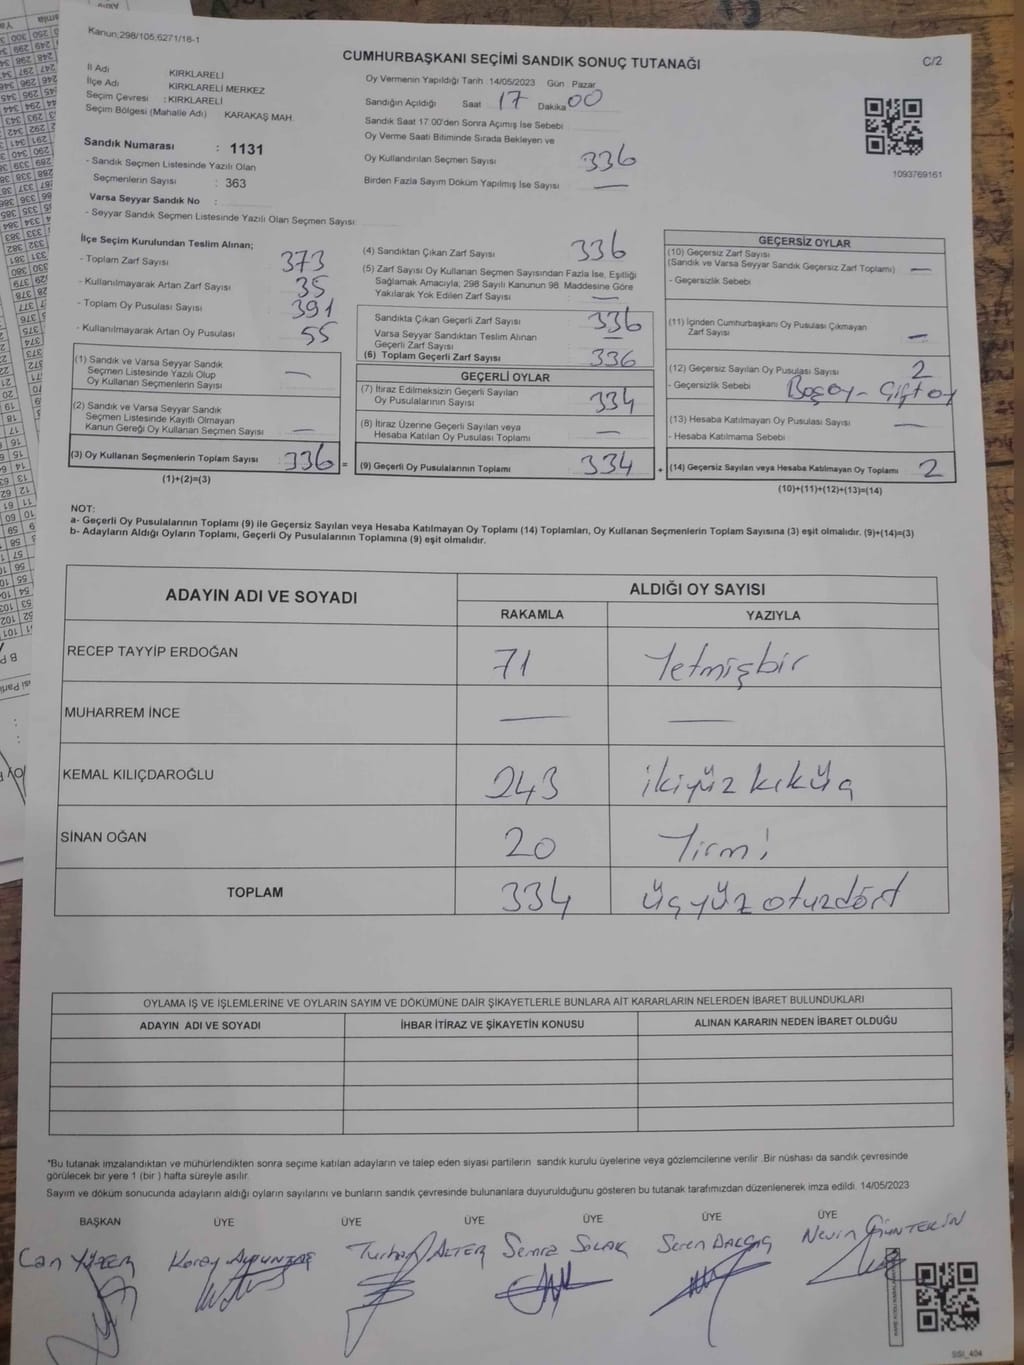 Kanun;298/105,6271/16-1
CUMHURBAŞKANI SEÇİMİ SANDIK SONUÇ TUTANAĞI
C/2
İl Adı KIRKLARELİ
İlçe Adı KIRKLARELİ MERKEZ
Seçim Çevresi : KIRKLARELİ
Seçim Bölgesi (Mahalle Adı) KARAKAŞ MAH.
Sandık Numarası : 1131
- Sandık Seçmen Listesinde Yazılı Olan
Seçmenlerin Sayısı : 363
Varsa Seyyar Sandık No :
- Seyyar Sandık Seçmen Listesinde Yazılı Olan Seçmen Sayısı:
Oy Vermenin Yapıldığı Tarih :14/05/2023 Gün : Pazar
Sandığın Açıldığı Saat 17 Dakika 00
Sandık Saat 17:00'den Sonra Açılmış İse Sebebi
Oy Verme Saati Bitiminde Sırada Bekleyen ve
Oy Kullandırılan Seçmen Sayısı 336
Birden Fazla Sayım Döküm Yapılmış İse Sayısı —
1093769161
İlçe Seçim Kurulundan Teslim Alınan;
- Toplam Zarf Sayısı 373
- Kullanılmayarak Artan Zarf Sayısı 35
- Toplam Oy Pusulası Sayısı 391
- Kullanılmayarak Artan Oy Pusulası 55
(1) Sandık ve Varsa Seyyar Sandık
Seçmen Listesinde Yazılı Olup
Oy Kullanan Seçmenlerin Sayısı —
(2) Sandık ve Varsa Seyyar Sandık
Seçmen Listesinde Kayıtlı Olmayan
Kanun Gereği Oy Kullanan Seçmen Sayısı —
(3) Oy Kullanan Seçmenlerin Toplam Sayısı 336 =
(1)+(2)=(3)
(4) Sandıktan Çıkan Zarf Sayısı 336
(5) Zarf Sayısı Oy Kullanan Seçmen Sayısından Fazla İse, Eşitliği
Sağlamak Amacıyla; 298 Sayılı Kanunun 98. Maddesine Göre
Yakılarak Yok Edilen Zarf Sayısı —
Sandıkta Çıkan Geçerli Zarf Sayısı 336
Varsa Seyyar Sandıktan Teslim Alınan
Geçerli Zarf Sayısı —
(6) Toplam Geçerli Zarf Sayısı 336
GEÇERLİ OYLAR
(7) İtiraz Edilmeksizin Geçerli Sayılan
Oy Pusulalarının Sayısı 334
(8) İtiraz Üzerine Geçerli Sayılan veya
Hesaba Katılan Oy Pusulası Toplamı —
(9) Geçerli Oy Pusulalarının Toplamı 334 +
GEÇERSİZ OYLAR
(10) Geçersiz Zarf Sayısı
(Sandık ve Varsa Seyyar Sandık Geçersiz Zarf Toplamı) —
- Geçersizlik Sebebi
(11) İçinden Cumhurbaşkanı Oy Pusulası Çıkmayan
Zarf Sayısı —
(12) Geçersiz Sayılan Oy Pusulası Sayısı 2
- Geçersizlik Sebebi Boş oy - Çift oy
(13) Hesaba Katılmayan Oy Pusulası Sayısı —
- Hesaba Katılmama Sebebi
(14) Geçersiz Sayılan veya Hesaba Katılmayan Oy Toplamı 2
(10)+(11)+(12)+(13)=(14)
NOT:
a- Geçerli Oy Pusulalarının Toplamı (9) ile Geçersiz Sayılan veya Hesaba Katılmayan Oy Toplamı (14) Toplamları, Oy Kullanan Seçmenlerin Toplam Sayısına (3) eşit olmalıdır. (9)+(14)=(3)
b- Adayların Aldığı Oyların Toplamı, Geçerli Oy Pusulalarının Toplamına (9) eşit olmalıdır.
ADAYIN ADI VE SOYADI
ALDIĞI OY SAYISI
RAKAMLA YAZIYLA
RECEP TAYYİP ERDOĞAN 71 Yetmişbir
MUHARREM İNCE — —
KEMAL KILIÇDAROĞLU 243 ikiyüz kıküç
SİNAN OĞAN 20 Yirmi
TOPLAM 334 üçyüz otuzdört
OYLAMA İŞ VE İŞLEMLERİNE VE OYLARIN SAYIM VE DÖKÜMÜNE DAİR ŞİKAYETLERLE BUNLARA AİT KARARLARIN NELERDEN İBARET BULUNDUKLARI
ADAYIN ADI VE SOYADI İHBAR İTİRAZ VE ŞİKAYETİN KONUSU ALINAN KARARIN NEDEN İBARET OLDUĞU
*Bu tutanak imzalandıktan ve mühürlendikten sonra seçime katılan adayların ve talep eden siyasi partilerin sandık kurulu üyelerine veya gözlemcilerine verilir .Bir nüshası da sandık çevresinde
görülecek bir yere 1 (bir ) hafta süreyle asılır.
Sayım ve döküm sonucunda adayların aldığı oyların sayılarını ve bunların sandık çevresinde bulunanlara duyurulduğunu gösteren bu tutanak tarafımızdan düzenlenerek imza edildi. 14/05/2023
BAŞKAN ÜYE ÜYE ÜYE ÜYE ÜYE ÜYE
Can Koray Turhan ALTER Semra SOLAK Seren Nevin GÜNTEKİN
SSI_404